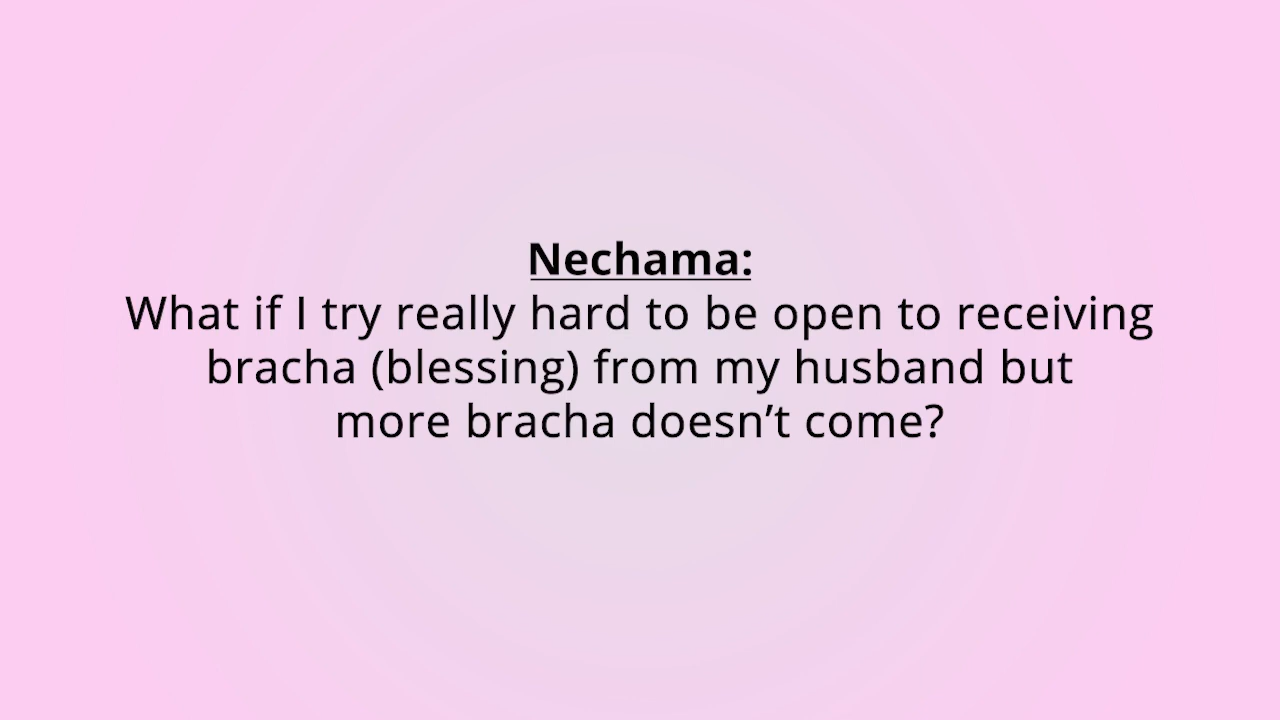 Nechama:
What if I try really hard to be open to receiving
bracha (blessing) from my husband but
more bracha doesn’t come?